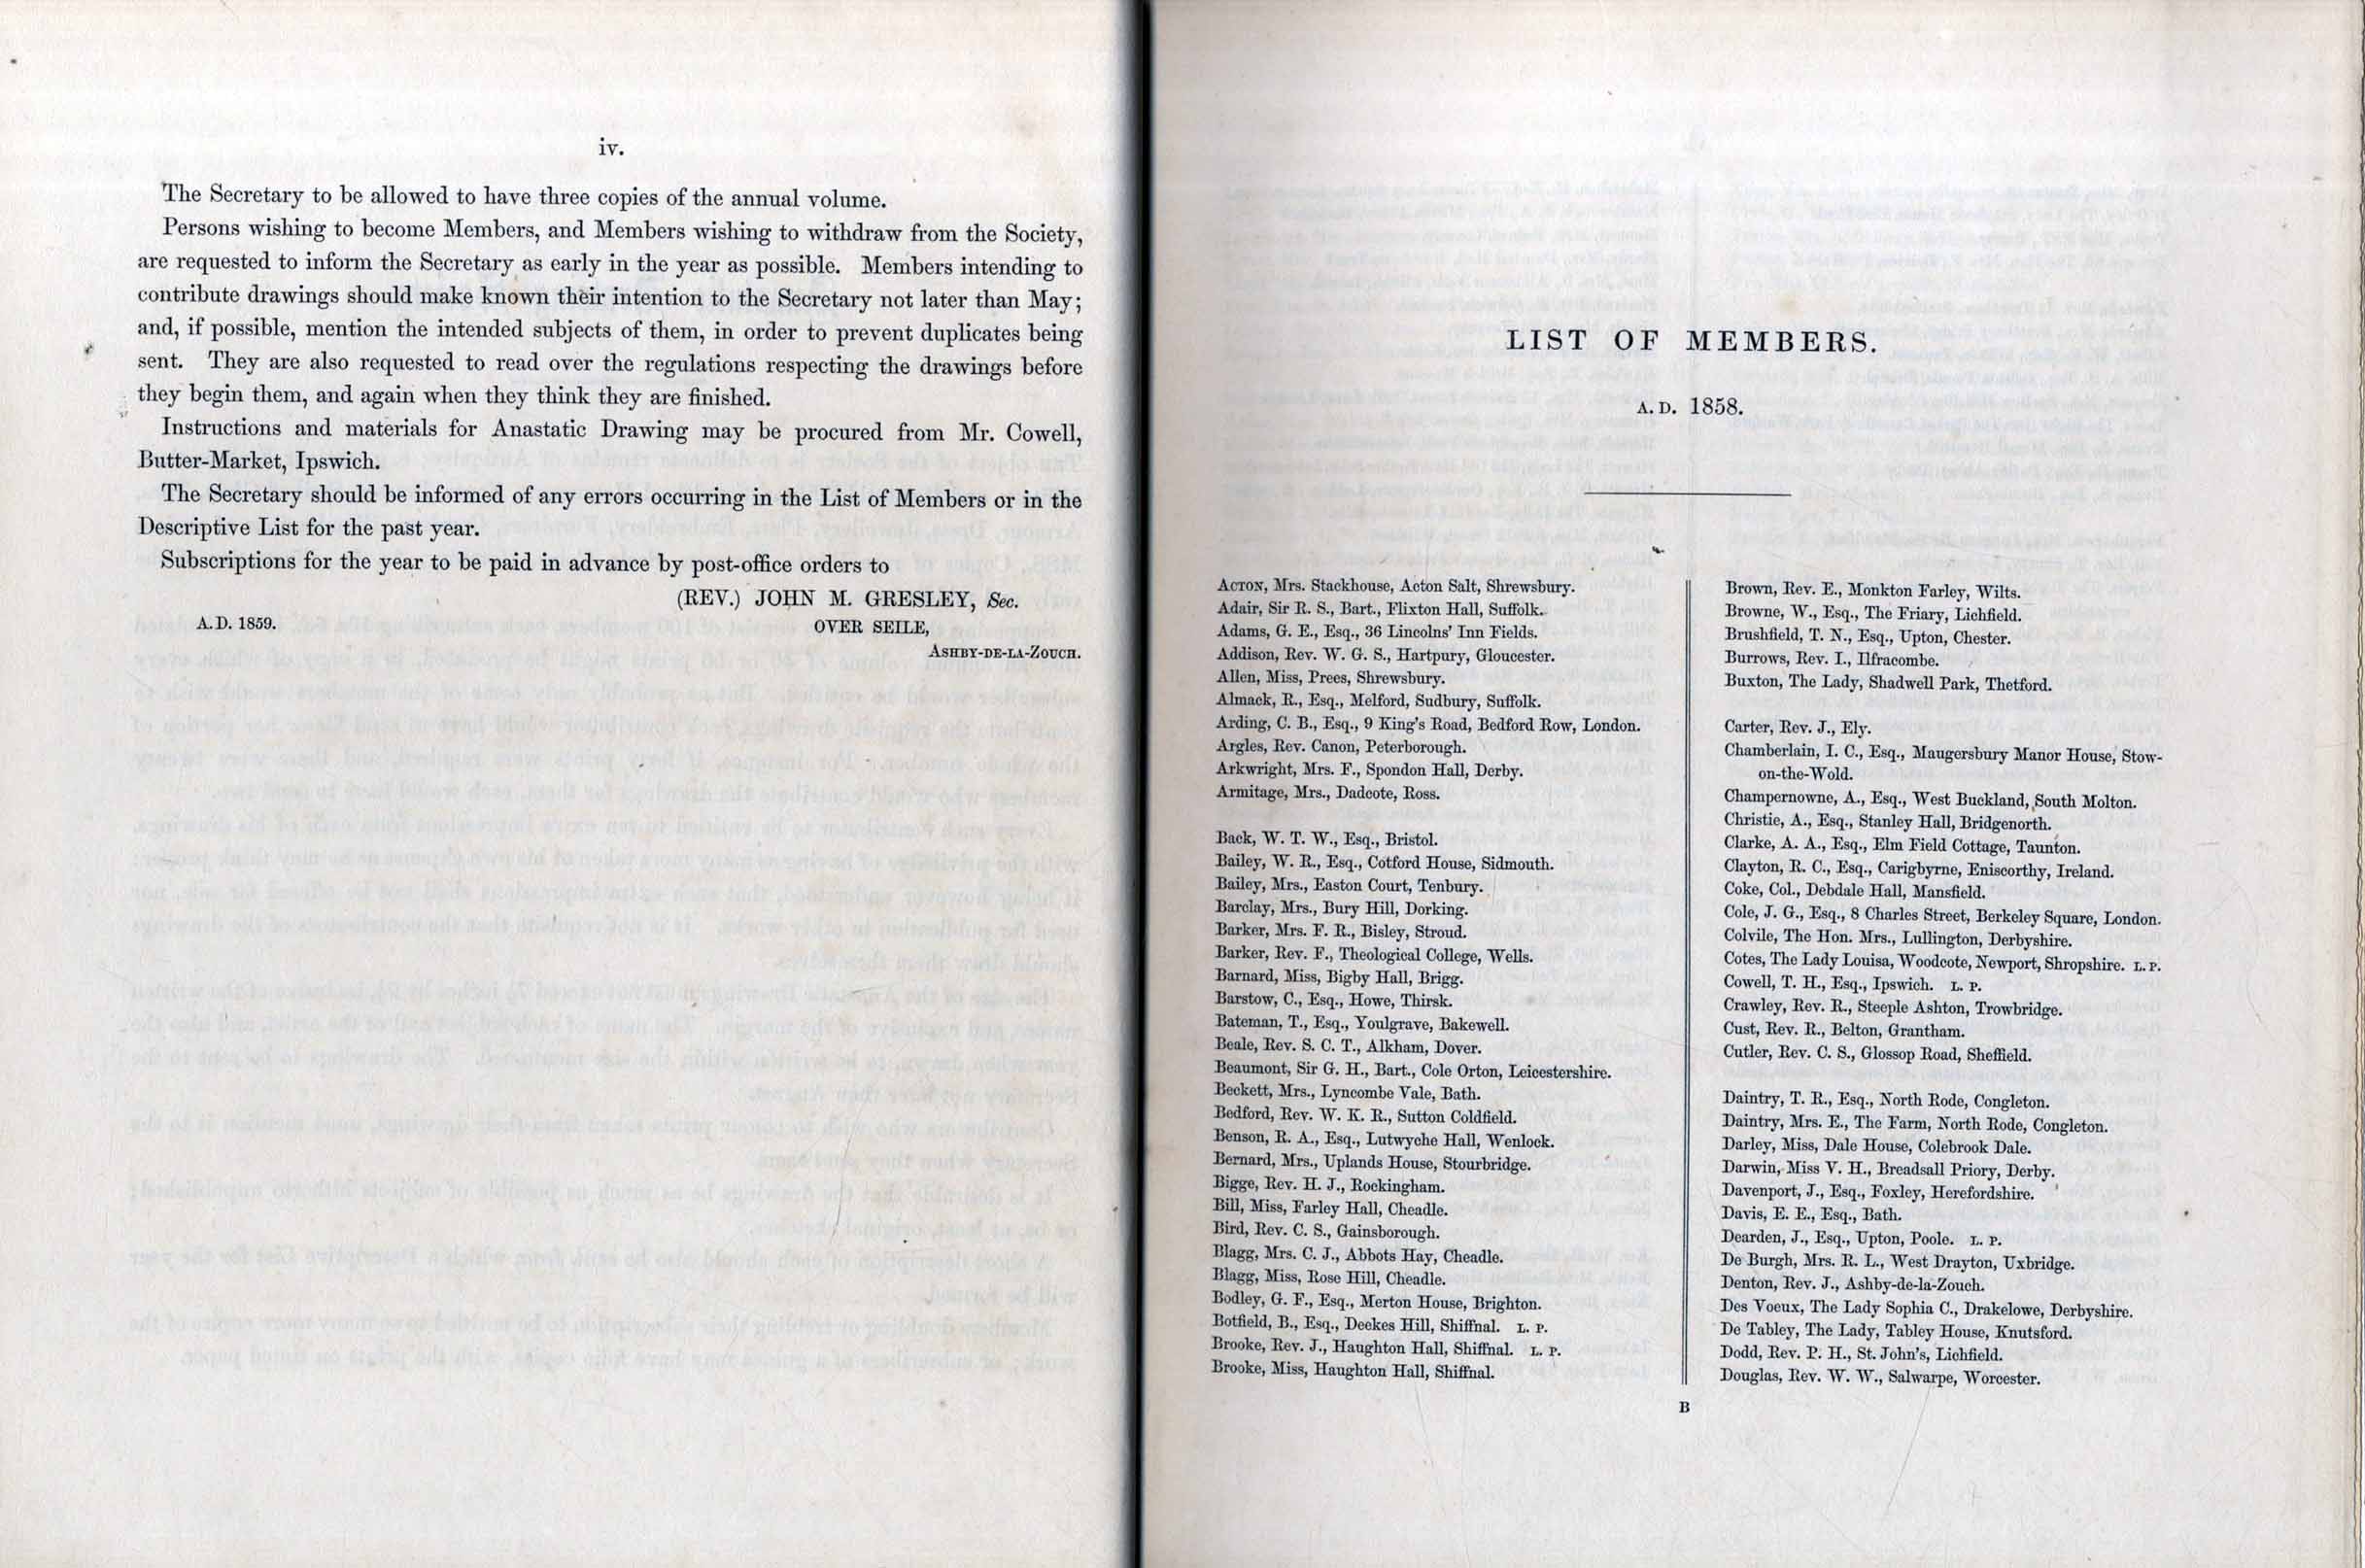 iv.
The Secretary to be allowed to have three copies of the annual volume.
Persons wishing to become Members, and Members wishing to withdraw from the Society,
are requested to inform the Secretary as early in the year as possible. Members intending to
contribute drawings should make known their intention to the Secretary not later than May;
and, if possible, mention the intended subjects of them, in order to prevent duplicates being
sent. They are also requested to read over the regulations respecting the drawings before
they begin them, and again when they think they are finished.
Instructions and materials for Anastatic Drawing may be procured from Mr. Cowell,
Butter-Market, Ipswich.
The Secretary should be informed of any errors occurring in the List of Members or in the
Descriptive List for the past year.
Subscriptions for the year to be paid in advance by post-office orders to
(REV.) JOHN M. GRESLEY, Sec.
A.D. 1859. OVER SEILE,
ASHBY-DE-LA-ZOUCH.
LIST OF MEMBERS.
A.D. 1858.
ACTON, Mrs. Stackhouse, Acton Salt, Shrewsbury.
Adair, Sir R. S., Bart., Flixton Hall, Suffolk.
Adams, G. E., Esq., 36 Lincolns' Inn Fields.
Addison, Rev. W. G. S., Hartpury, Gloucester.
Allen, Miss, Prees, Shrewsbury.
Almack, R., Esq., Melford, Sudbury, Suffolk.
Arding, C. B., Esq., 9 King's Road, Bedford Row, London.
Argles, Rev. Canon, Peterborough.
Arkwright, Mrs. F., Spondon Hall, Derby.
Armitage, Mrs., Dadcote, Ross.
Back, W. T. W., Esq., Bristol.
Bailey, W. R., Esq., Cotford House, Sidmouth.
Bailey, Mrs., Easton Court, Tenbury.
Barclay, Mrs., Bury Hill, Dorking.
Barker, Mrs. F. R., Bisley, Stroud.
Barker, Rev. F., Theological College, Wells.
Barnard, Miss, Bigby Hall, Brigg.
Barstow, C., Esq., Howe, Thirsk.
Bateman, T., Esq., Youlgrave, Bakewell.
Beale, Rev. S. C. T., Alkham, Dover.
Beaumont, Sir G. H., Bart., Cole Orton, Leicestershire.
Beckett, Mrs., Lyncombe Vale, Bath.
Bedford, Rev. W. K. R., Sutton Coldfield.
Benson, R. A., Esq., Lutwyche Hall, Wenlock.
Bernard, Mrs., Uplands House, Stourbridge.
Bigge, Rev. H. J., Rockingham.
Bill, Miss, Farley Hall, Cheadle.
Bird, Rev. C. S., Gainsborough.
Blagg, Mrs. C. J., Abbots Hay, Cheadle.
Blagg, Miss, Rose Hill, Cheadle.
Bodley, G. F., Esq., Merton House, Brighton.
Botfield, B., Esq., Deekes Hill, Shiffnal. L. P.
Brooke, Rev. J., Haughton Hall, Shiffnal. L. P.
Brooke, Miss, Haughton Hall, Shiffnal.
Brown, Rev. E., Monkton Farley, Wilts.
Browne, W., Esq., The Friary, Lichfield.
Brushfield, T. N., Esq., Upton, Chester.
Burrows, Rev. I., Ilfracombe.
Buxton, The Lady, Shadwell Park, Thetford.
Carter, Rev. J., Ely.
Chamberlain, I. C., Esq., Maugersbury Manor House, Stow-
on-the-Wold.
Champernowne, A., Esq., West Buckland, South Molton.
Christie, A., Esq., Stanley Hall, Bridgenorth.
Clarke, A. A., Esq., Elm Field Cottage, Taunton.
Clayton, R. C., Esq., Carigbyrne, Eniscorthy, Ireland.
Coke, Col., Debdale Hall, Mansfield.
Cole, J. G., Esq., 8 Charles Street, Berkeley Square, London.
Colvile, The Hon. Mrs., Lullington, Derbyshire.
Cotes, The Lady Louisa, Woodcote, Newport, Shropshire. L. P.
Cowell, T. H., Esq., Ipswich. L. P.
Crawley, Rev. R., Steeple Ashton, Trowbridge.
Cust, Rev. R., Belton, Grantham.
Cutler, Rev. C. S., Glossop Road, Sheffield.
Daintry, T. R., Esq., North Rode, Congleton.
Daintry, Mrs. E., The Farm, North Rode, Congleton.
Darley, Miss, Dale House, Colebrook Dale.
Darwin, Miss V. H., Breadsall Priory, Derby.
Davenport, J., Esq., Foxley, Herefordshire.
Davis, E. E., Esq., Bath.
Dearden, J., Esq., Upton, Poole. L. P.
De Burgh, Mrs. R. L., West Drayton, Uxbridge.
Denton, Rev. J., Ashby-de-la-Zouch.
Des Voeux, The Lady Sophia C., Drakelowe, Derbyshire.
De Tabley, The Lady, Tabley House, Knutsford.
Dodd, Rev. P. H., St. John's, Lichfield.
Douglas, Rev. W. W., Salwarpe, Worcester.
B